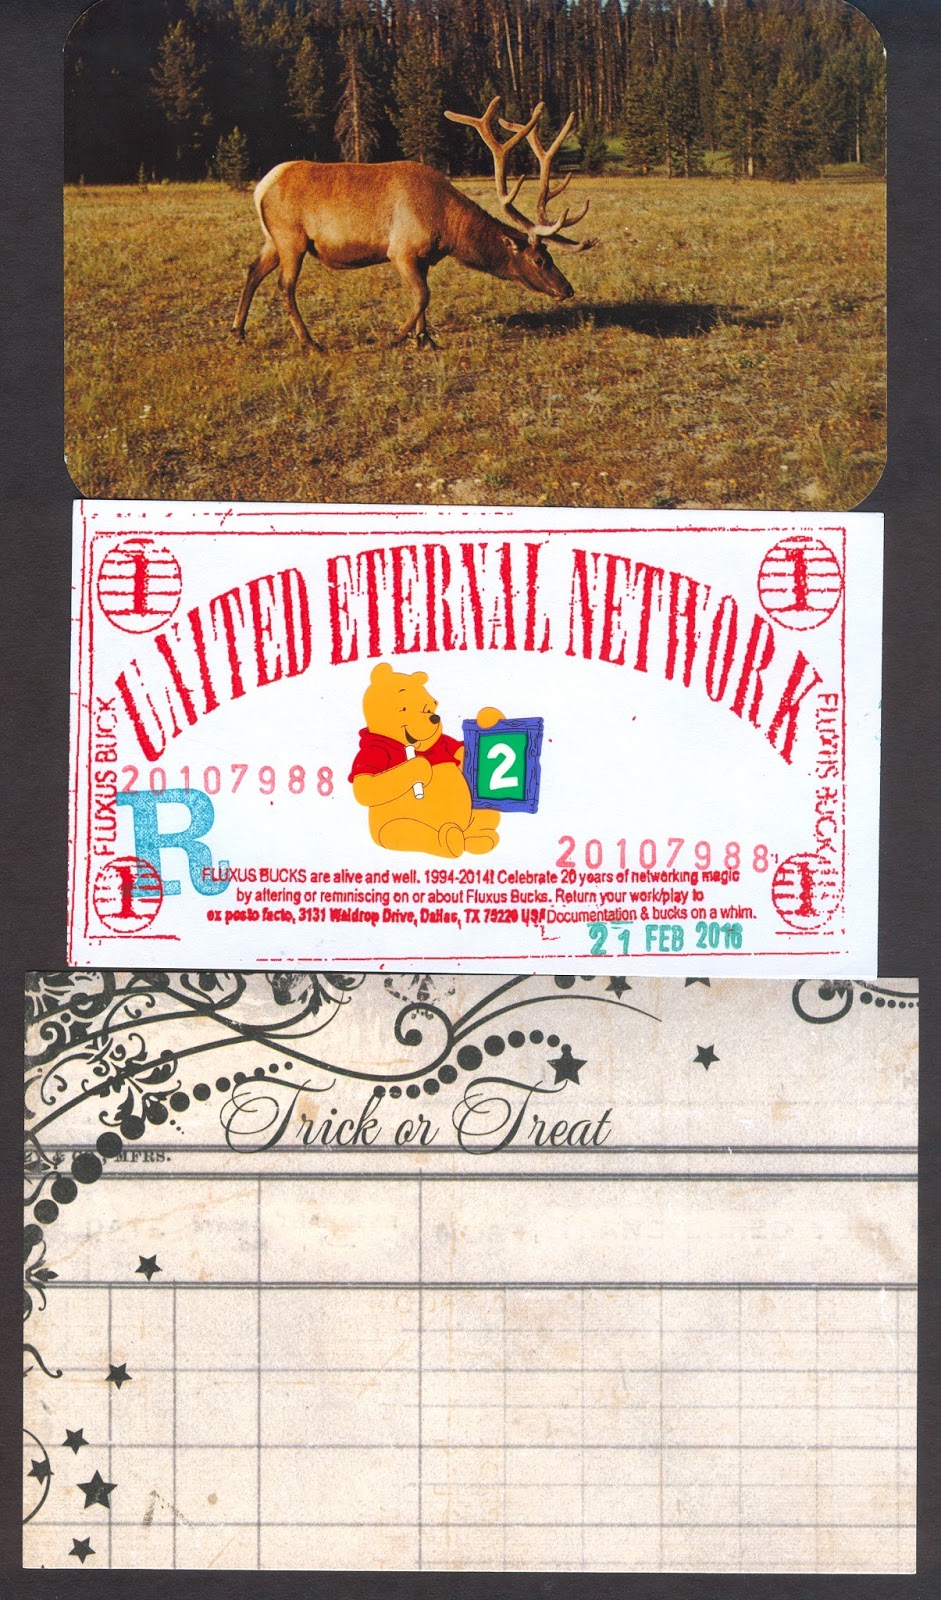 1 1
UNITED ETERNAL NETWORK
FLUXUS BUCK
FLUXUS BUCK
2
20107988
20107988
R
FLUXUS BUCKS are alive and well. 1994-2014! Celebrate 20 years of networking magic
by altering or reminiscing on or about Fluxus Bucks. Return your work/play to
ex posto facto, 3131 Waldrop Drive, Dallas, TX 75229 USA Documentation & bucks on a whim.
1 1
21 FEB 2016
Trick or Treat
& CO., MFRS.